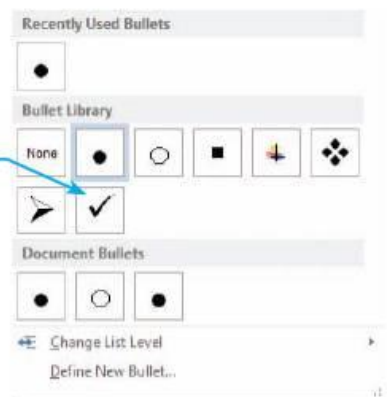 Recently Used Bullets
Bullet Library
None
Document Bullets
Change List Level
Define New Bullet...